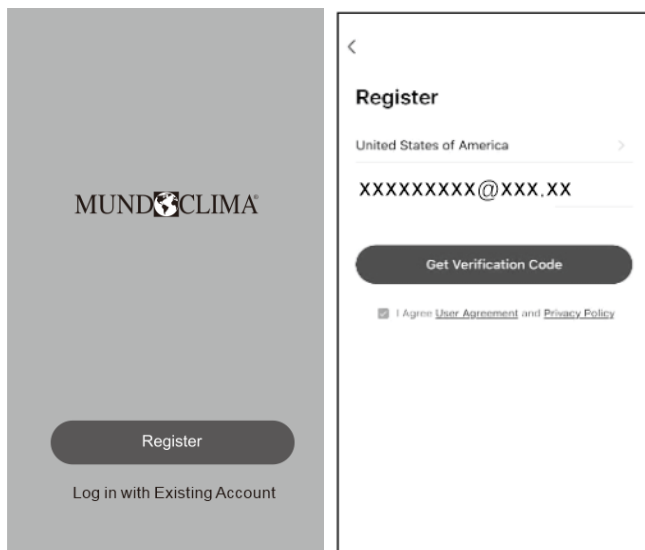 MUNDOCLIMA®
Register
Log in with Existing Account
Register
United States of America
XXXXXXXXX@XXX.XX
Get Verification Code
I Agree User Agreement and Privacy Policy